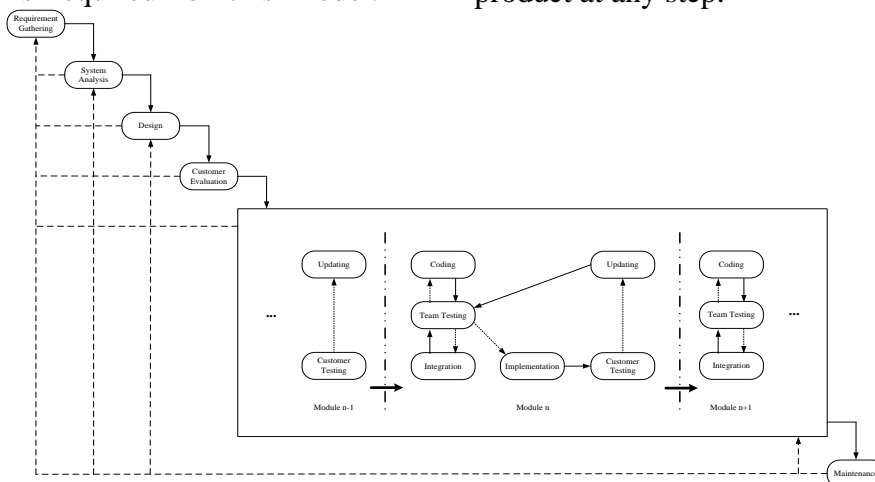 required product at any step.
Requirement
Gathering
System
Analysis
Design
Customer
Evaluation
Updating
Coding
Updating
Coding
...
Team Testing
Team Testing
...
Customer
Testing
Integration
Implementation
Customer
Testing
Integration
Module n-1
Module n
Module n+1
Maintenance